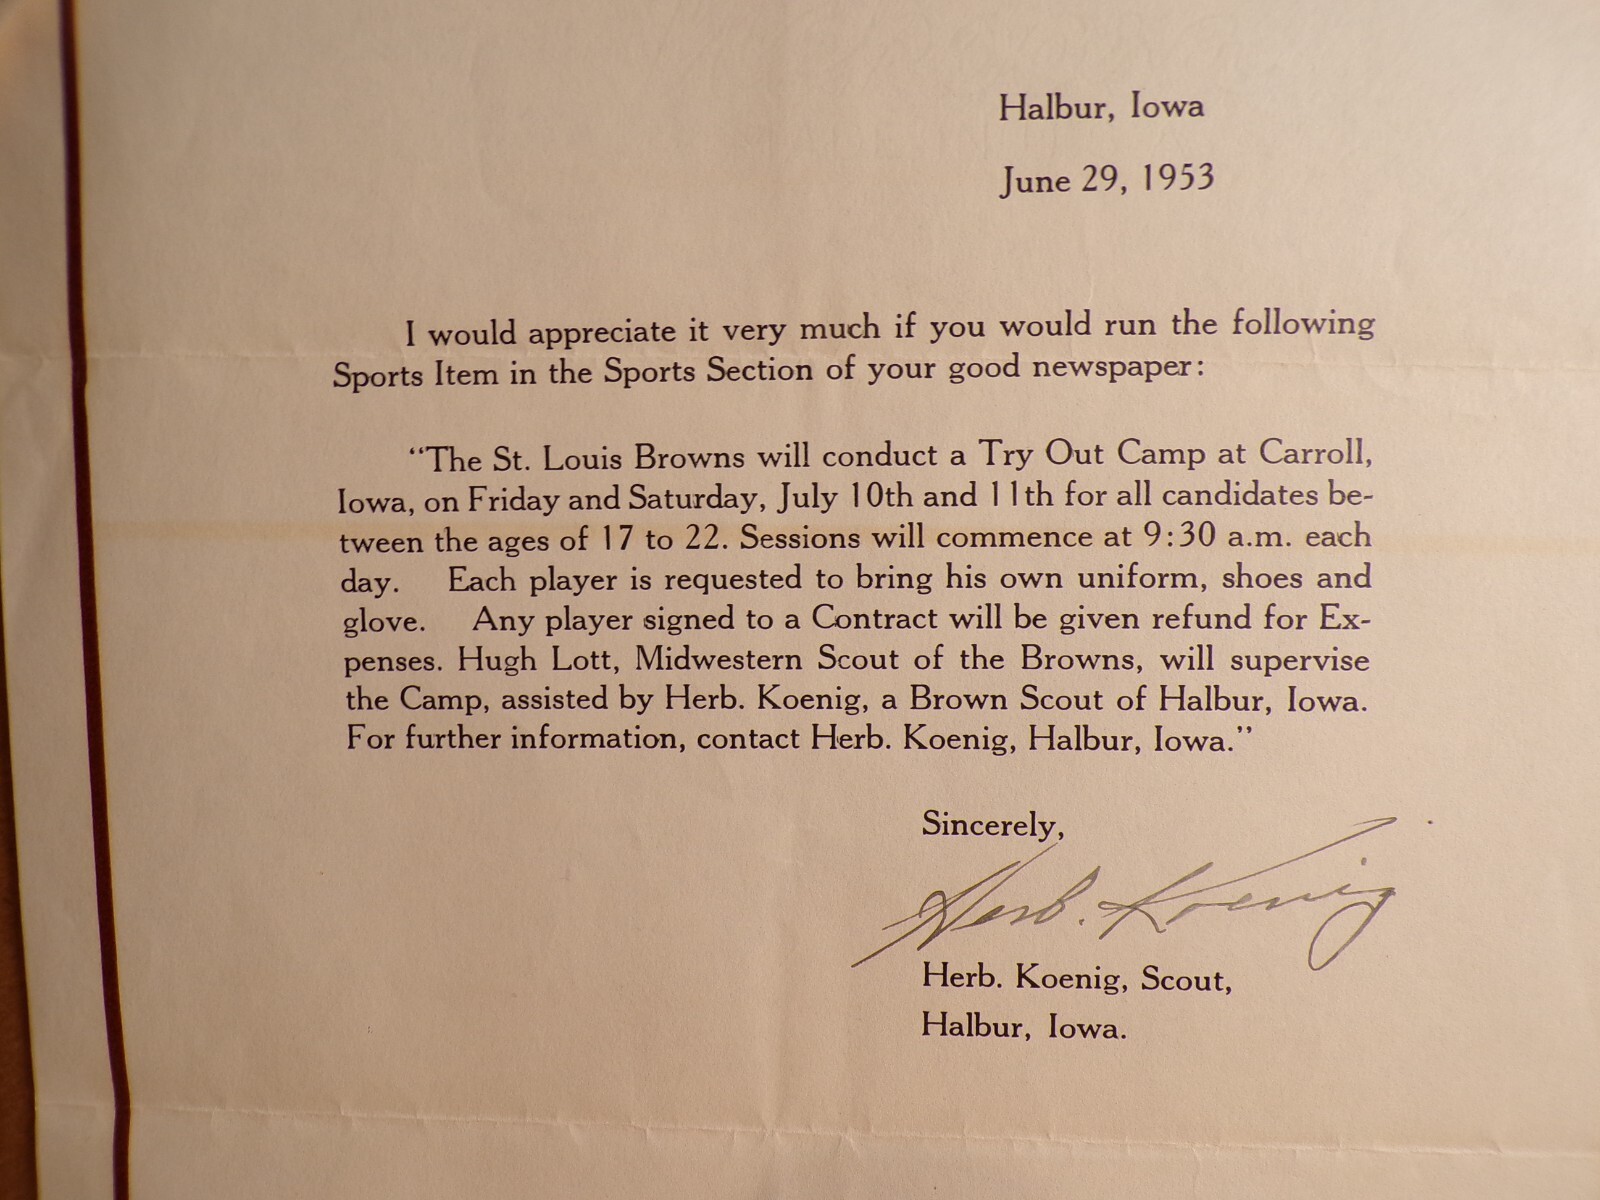 Halbur, Iowa
June 29, 1953
I would appreciate it very much if you would run the following
Sports Item in the Sports Section of your good newspaper:
“The St. Louis Browns will conduct a Try Out Camp at Carroll,
Iowa, on Friday and Saturday, July 10th and 11th for all candidates be-
tween the ages of 17 to 22. Sessions will commence at 9:30 a.m. each
day. Each player is requested to bring his own uniform, shoes and
glove. Any player signed to a Contract will be given refund for Ex-
penses. Hugh Lott, Midwestern Scout of the Browns, will supervise
the Camp, assisted by Herb. Koenig, a Brown Scout of Halbur, Iowa.
For further information, contact Herb. Koenig, Halbur, Iowa.”
Sincerely,
Herb. Koenig
Herb. Koenig, Scout,
Halbur, Iowa.